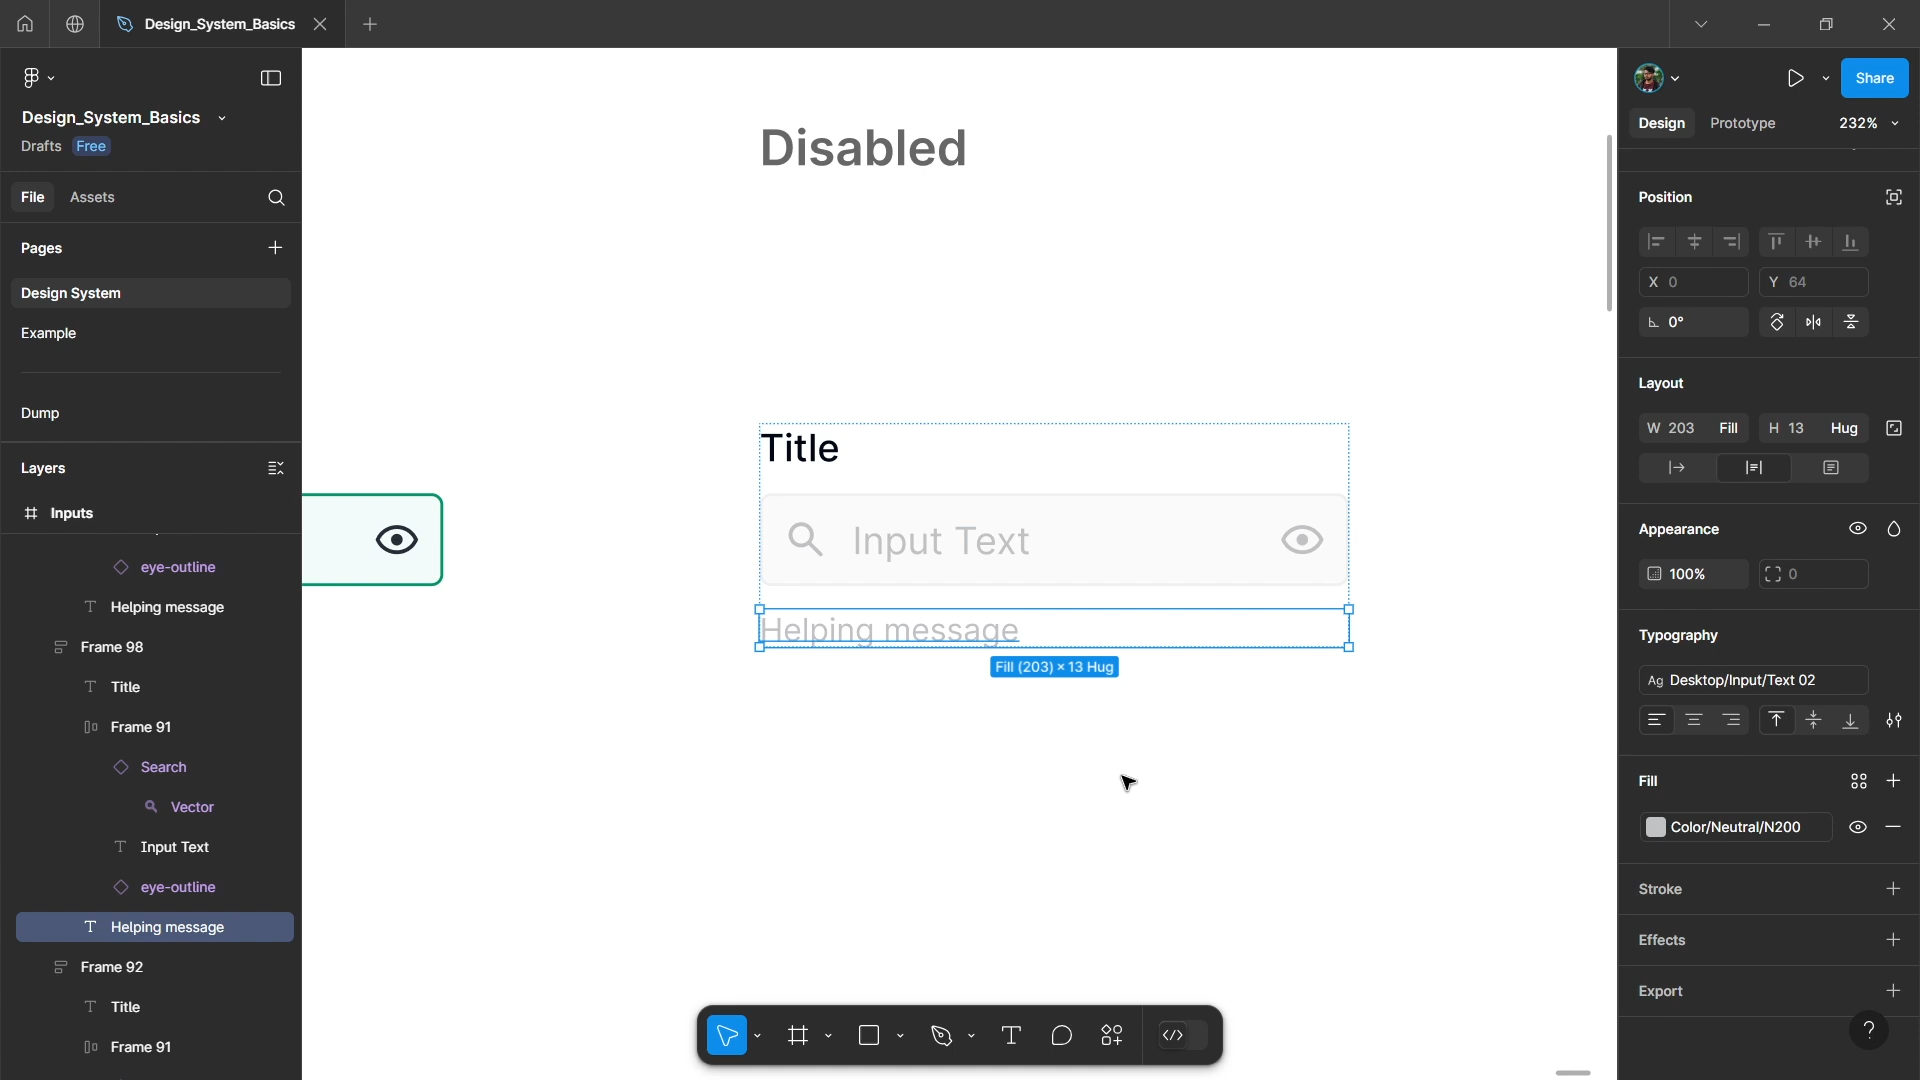 Design_System_Basics
Design_System_Basics
Drafts Free
File Assets
Pages
Design System
Example
Dump
Layers
Inputs
eye-outline
Helping message
Frame 98
Title
Frame 91
Search
Vector
Input Text
eye-outline
Helping message
Frame 92
Title
Frame 91
Disabled
Title
Input Text
Helping message
Fill (203) × 13 Hug
Share
Design Prototype 232%
Position
X 0 Y 64
0°
Layout
W 203 Fill H 13 Hug
Appearance
100% 0
Typography
Ag Desktop/Input/Text 02
Fill
Color/Neutral/N200
Stroke
Effects
Export
?